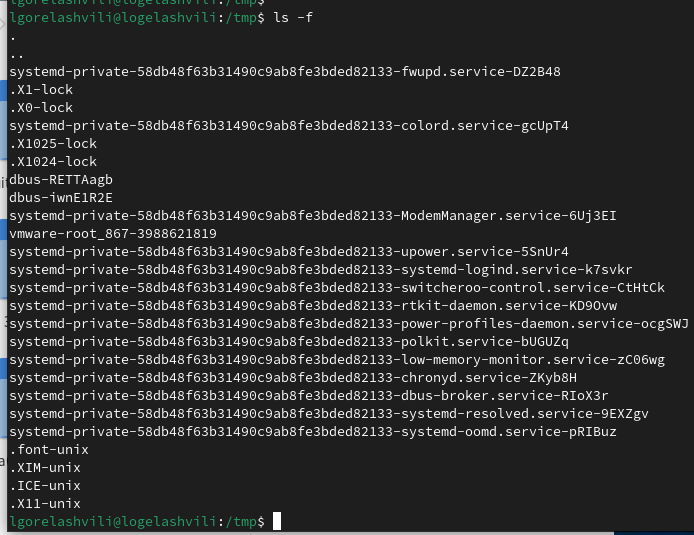 lgorelashvili@logelashvili:/tmp$
lgorelashvili@logelashvili:/tmp$ ls -f
.
..
systemd-private-58db48f63b31490c9ab8fe3bded82133-fwupd.service-DZ2B48
.X1-lock
.X0-lock
systemd-private-58db48f63b31490c9ab8fe3bded82133-colord.service-gcUpT4
.X1025-lock
.X1024-lock
dbus-RETTAagb
dbus-iwnE1R2E
systemd-private-58db48f63b31490c9ab8fe3bded82133-ModemManager.service-6Uj3EI
vmware-root_867-3988621819
systemd-private-58db48f63b31490c9ab8fe3bded82133-upower.service-5SnUr4
systemd-private-58db48f63b31490c9ab8fe3bded82133-systemd-logind.service-k7svkr
systemd-private-58db48f63b31490c9ab8fe3bded82133-switcheroo-control.service-CtHtCk
systemd-private-58db48f63b31490c9ab8fe3bded82133-rtkit-daemon.service-KD9Ovw
systemd-private-58db48f63b31490c9ab8fe3bded82133-power-profiles-daemon.service-ocgSWJ
systemd-private-58db48f63b31490c9ab8fe3bded82133-polkit.service-bUGUZq
systemd-private-58db48f63b31490c9ab8fe3bded82133-low-memory-monitor.service-zC06wg
systemd-private-58db48f63b31490c9ab8fe3bded82133-chronyd.service-ZKyb8H
systemd-private-58db48f63b31490c9ab8fe3bded82133-dbus-broker.service-RIoX3r
systemd-private-58db48f63b31490c9ab8fe3bded82133-systemd-resolved.service-9EXZgv
systemd-private-58db48f63b31490c9ab8fe3bded82133-systemd-oomd.service-pRIBuz
.font-unix
.XIM-unix
.ICE-unix
.X11-unix
lgorelashvili@logelashvili:/tmp$